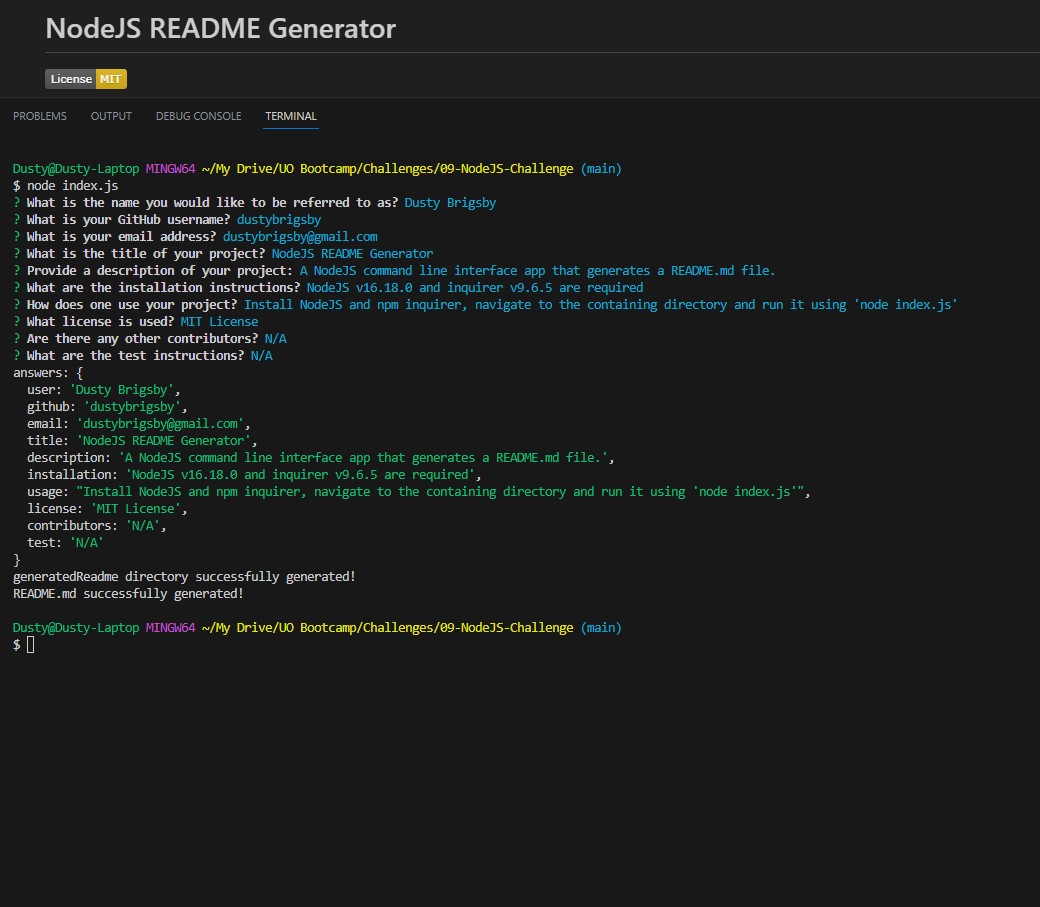 NodeJS README Generator
License MIT
PROBLEMS OUTPUT DEBUG CONSOLE TERMINAL
Dusty@Dusty-Laptop MINGW64 ~/My Drive/UO Bootcamp/Challenges/09-NodeJS-Challenge (main)
$ node index.js
? What is the name you would like to be referred to as? Dusty Brigsby
? What is your GitHub username? dustybrigsby
? What is your email address? dustybrigsby@gmail.com
? What is the title of your project? NodeJS README Generator
? Provide a description of your project: A NodeJS command line interface app that generates a README.md file.
? What are the installation instructions? NodeJS v16.18.0 and inquirer v9.6.5 are required
? How does one use your project? Install NodeJS and npm inquirer, navigate to the containing directory and run it using 'node index.js'
? What license is used? MIT License
? Are there any other contributors? N/A
? What are the test instructions? N/A
answers: {
  user: 'Dusty Brigsby',
  github: 'dustybrigsby',
  email: 'dustybrigsby@gmail.com',
  title: 'NodeJS README Generator',
  description: 'A NodeJS command line interface app that generates a README.md file.',
  installation: 'NodeJS v16.18.0 and inquirer v9.6.5 are required',
  usage: "Install NodeJS and npm inquirer, navigate to the containing directory and run it using 'node index.js'",
  license: 'MIT License',
  contributors: 'N/A',
  test: 'N/A'
}
generatedReadme directory successfully generated!
README.md successfully generated!
Dusty@Dusty-Laptop MINGW64 ~/My Drive/UO Bootcamp/Challenges/09-NodeJS-Challenge (main)
$